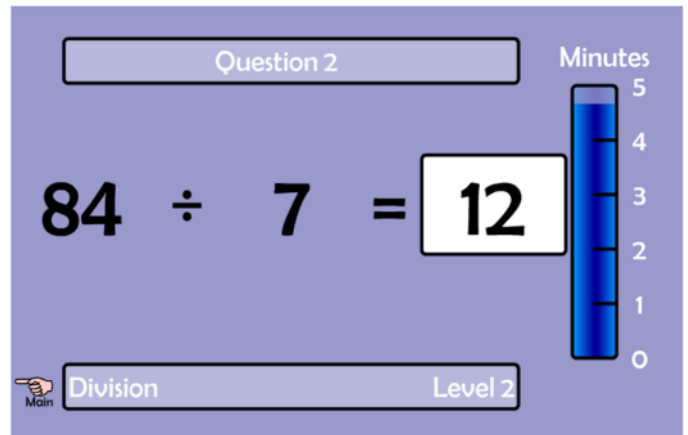 Question 2
Minutes
5
4
3
2
1
0
84 ÷ 7 = 12
Main
Division
Level 2